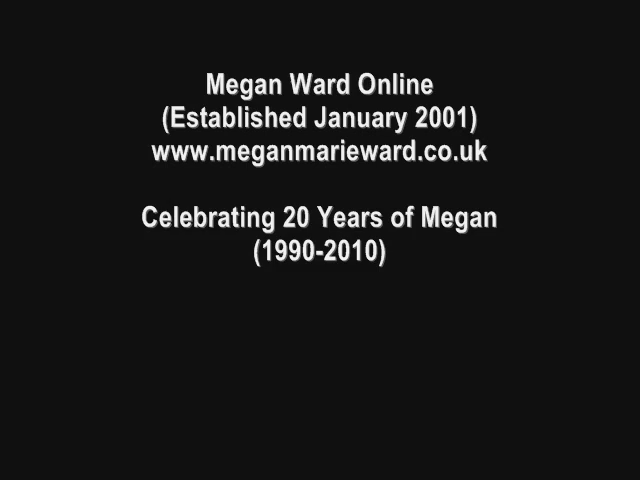 Megan Ward Online
(Established January 2001)
www.meganmarieward.co.uk
Celebrating 20 Years of Megan
(1990-2010)